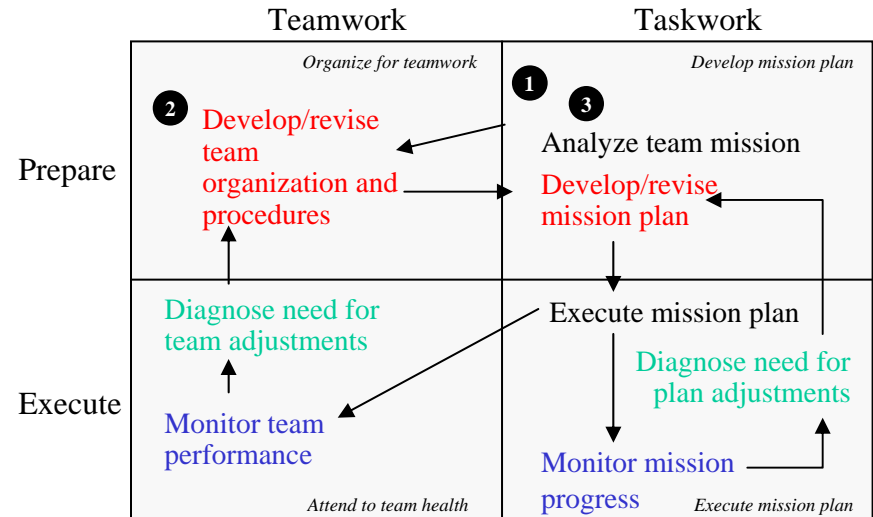 Teamwork
Taskwork
Prepare
Organize for teamwork
2
Develop/revise
team
organization and
procedures
Develop mission plan
1
3
Analyze team mission
Develop/revise
mission plan
Execute
Diagnose need for
team adjustments
Monitor team
performance
Attend to team health
Execute mission plan
Diagnose need for
plan adjustments
Monitor mission
progress
Execute mission plan